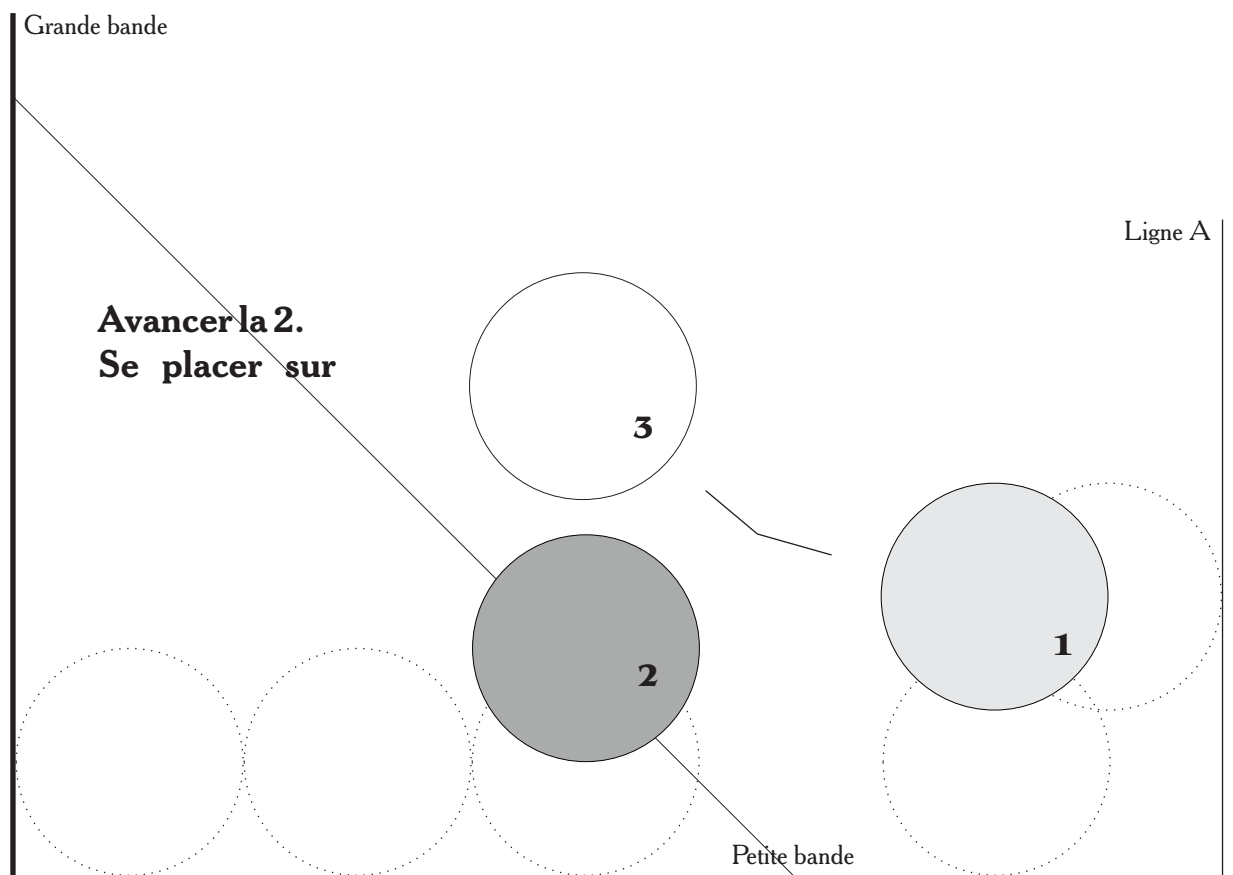 Grande bande
Ligne A
Avancer la 2.
Se placer sur
3
1
2
Petite bande